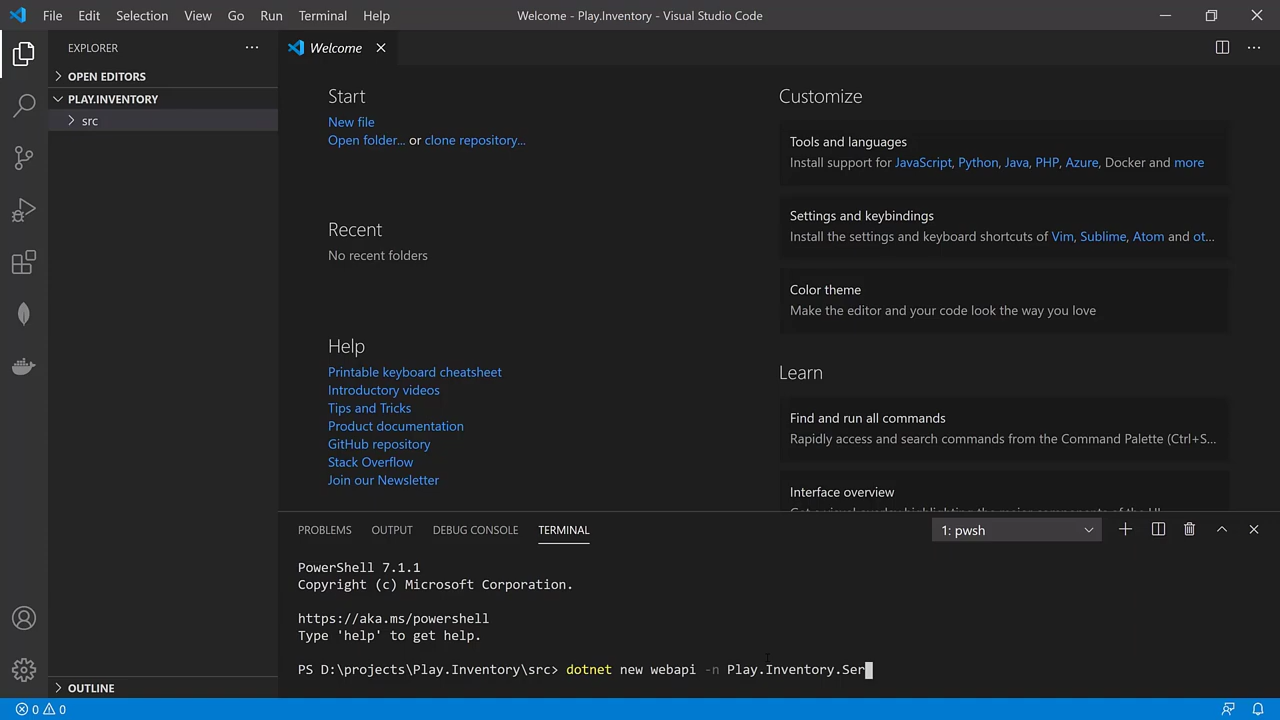 File Edit Selection View Go Run Terminal Help
Welcome - Play.Inventory - Visual Studio Code
EXPLORER
OPEN EDITORS
PLAY.INVENTORY
src
OUTLINE
Welcome
Start
New file
Open folder... or clone repository...
Recent
No recent folders
Help
Printable keyboard cheatsheet
Introductory videos
Tips and Tricks
Product documentation
GitHub repository
Stack Overflow
Join our Newsletter
Customize
Tools and languages
Install support for JavaScript, Python, Java, PHP, Azure, Docker and more
Settings and keybindings
Install the settings and keyboard shortcuts of Vim, Sublime, Atom and ot...
Color theme
Make the editor and your code look the way you love
Learn
Find and run all commands
Rapidly access and search commands from the Command Palette (Ctrl+S...
Interface overview
PROBLEMS OUTPUT DEBUG CONSOLE TERMINAL
1: pwsh
PowerShell 7.1.1
Copyright (c) Microsoft Corporation.
https://aka.ms/powershell
Type 'help' to get help.
PS D:\projects\Play.Inventory\src> dotnet new webapi -n Play.Inventory.Ser
0 0